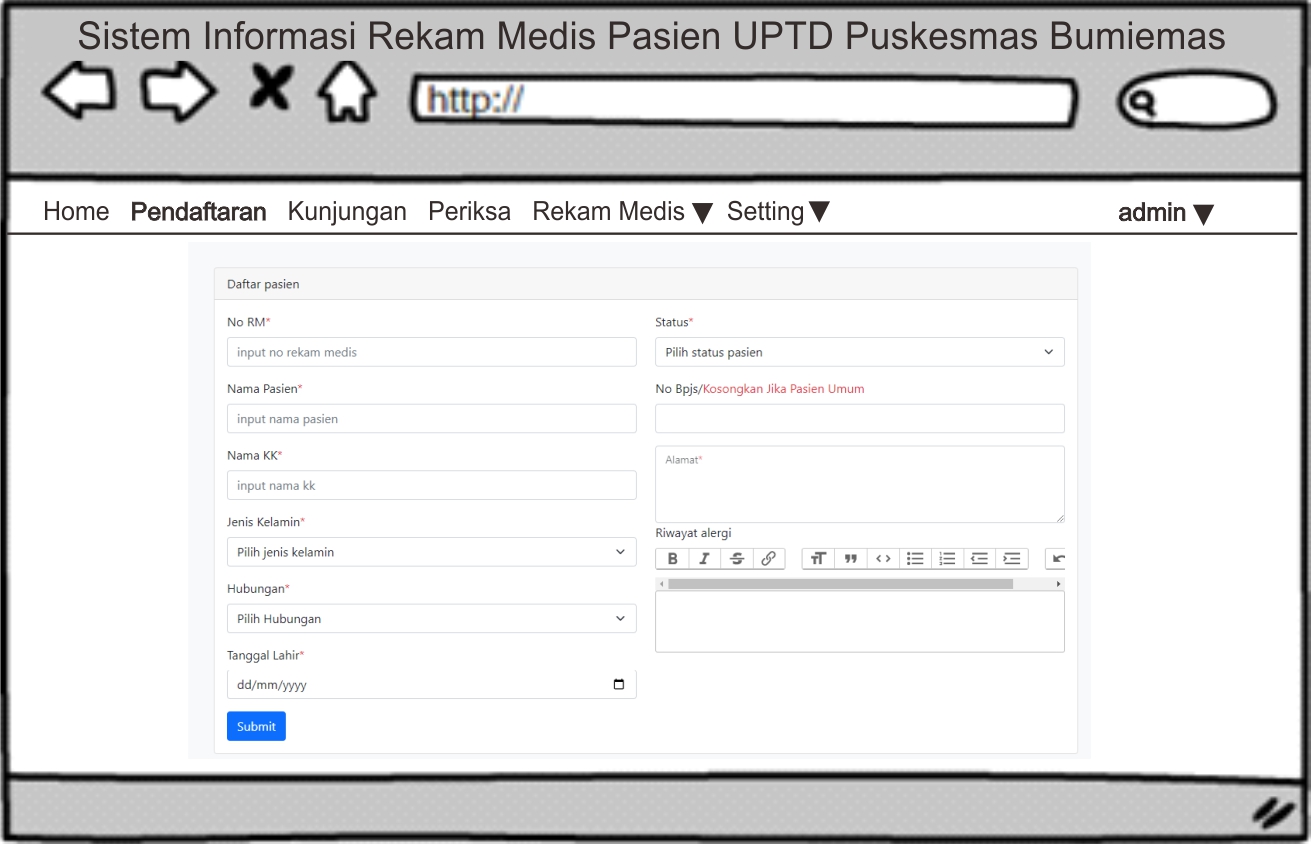 Sistem Informasi Rekam Medis Pasien UPTD Puskesmas Bumiemas
http://
Home Pendaftaran Kunjungan Periksa Rekam Medis ▼ Setting ▼ admin ▼
Daftar pasien
No RM*
input no rekam medis
Nama Pasien*
input nama pasien
Nama KK*
input nama kk
Jenis Kelamin*
Pilih jenis kelamin
Hubungan*
Pilih Hubungan
Tanggal Lahir*
dd/mm/yyyy
Submit
Status*
Pilih status pasien
No Bpjs/Kosongkan Jika Pasien Umum
Alamat*
Riwayat alergi